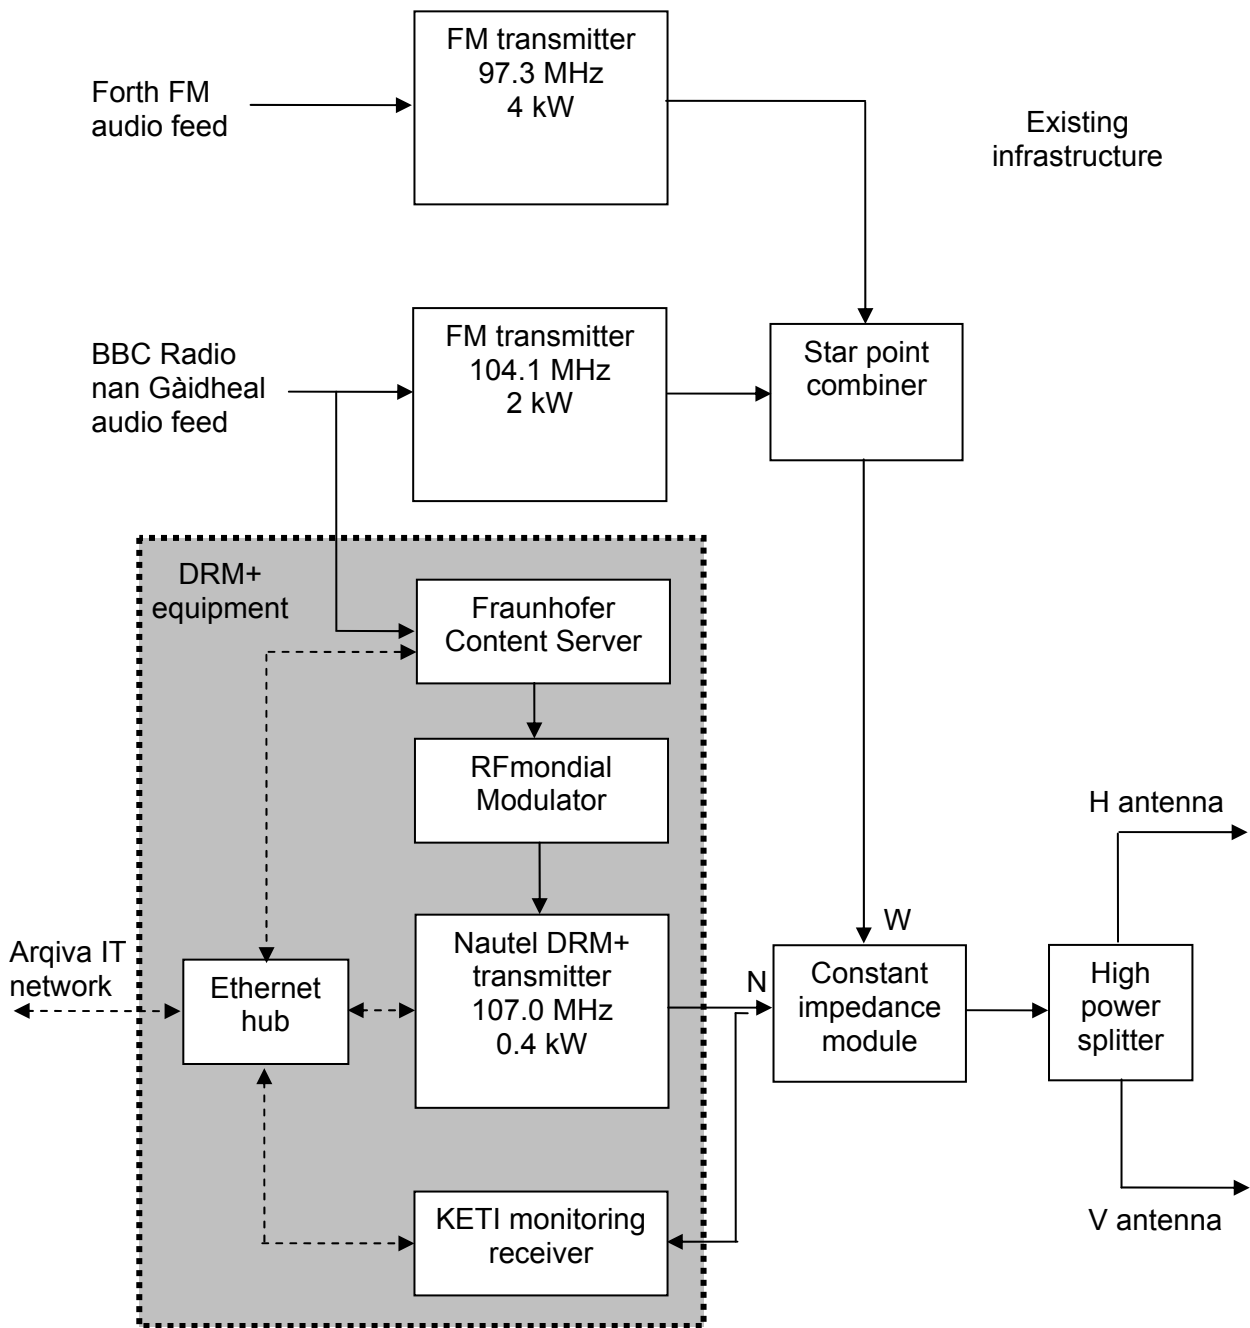 FM transmitter
97.3 MHz
4 kW
Forth FM
audio feed
Existing
infrastructure
FM transmitter
104.1 MHz
2 kW
BBC Radio
nan Gàidheal
audio feed
Star point
combiner
DRM+
equipment
Fraunhofer
Content Server
RFmondial
Modulator
H antenna
W
Arqiva IT
network
Ethernet
hub
Nautel DRM+
transmitter
107.0 MHz
0.4 kW
N
Constant
impedance
module
High
power
splitter
KETI monitoring
receiver
V antenna